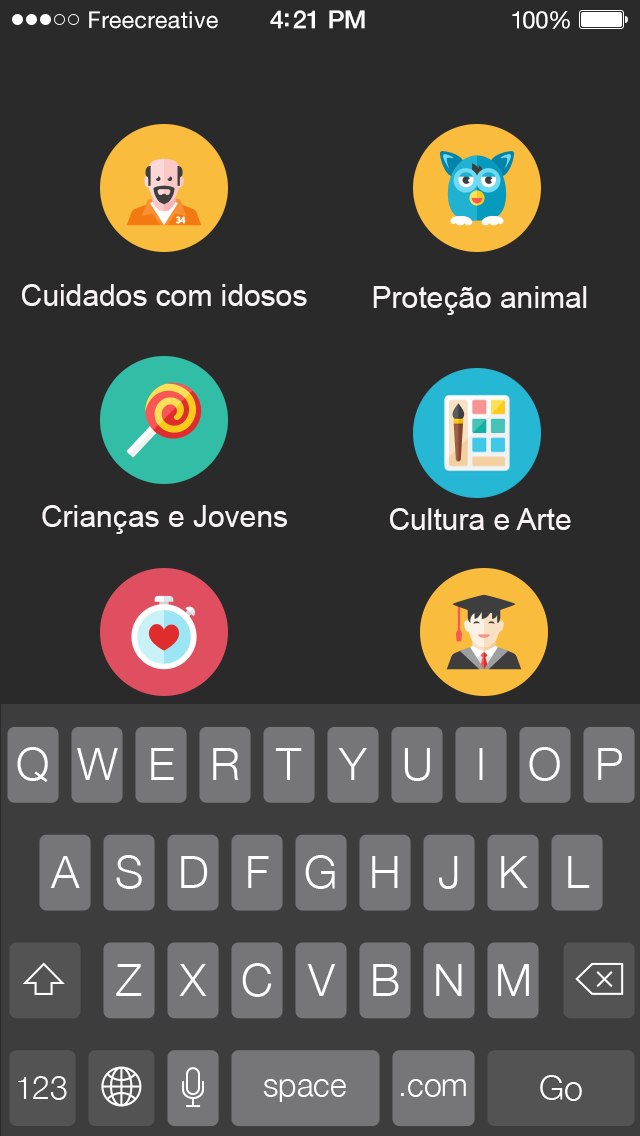 Freecreative 4:21 PM 100%
34
Cuidados com idosos Proteção animal
Crianças e Jovens Cultura e Arte
Q W E R T Y U I O P
A S D F G H J K L
Z X C V B N M
123 space .com Go